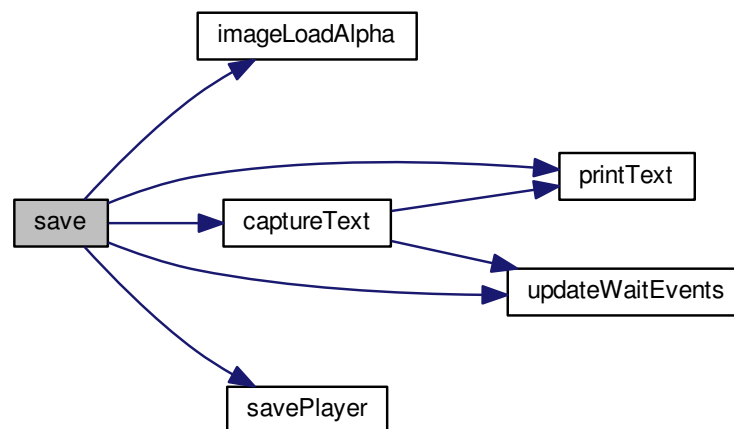 imageLoadAlpha
printText
save
captureText
updateWaitEvents
savePlayer